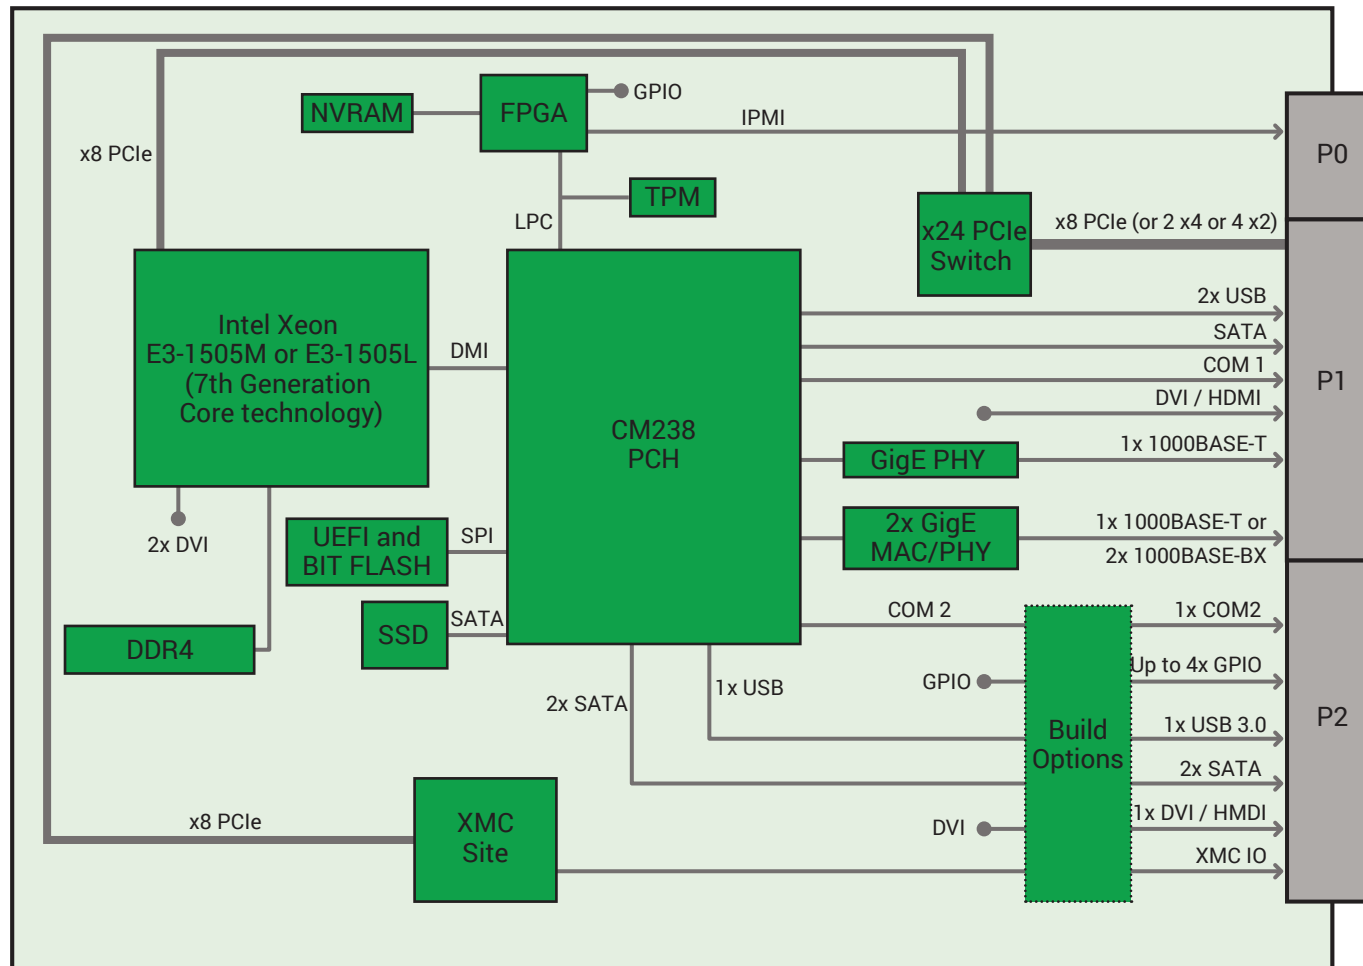 NVRAM
FPGA
GPIO
IPMI
P0
x8 PCIe
TPM
LPC
x24 PCIe
Switch
x8 PCIe (or 2 x4 or 4 x2)
2x USB
Intel Xeon
E3-1505M or E3-1505L
(7th Generation
Core technology)
DMI
SATA
COM 1
P1
DVI / HDMI
CM238
PCH
GigE PHY
1x 1000BASE-T
2x DVI
UEFI and
BIT FLASH
SPI
2x GigE
MAC/PHY
1x 1000BASE-T or
2x 1000BASE-BX
SSD
SATA
COM 2
1x COM2
DDR4
GPIO
Up to 4x GPIO
2x SATA
1x USB
Build
Options
1x USB 3.0
P2
2x SATA
x8 PCIe
XMC
Site
DVI
1x DVI / HMDI
XMC IO